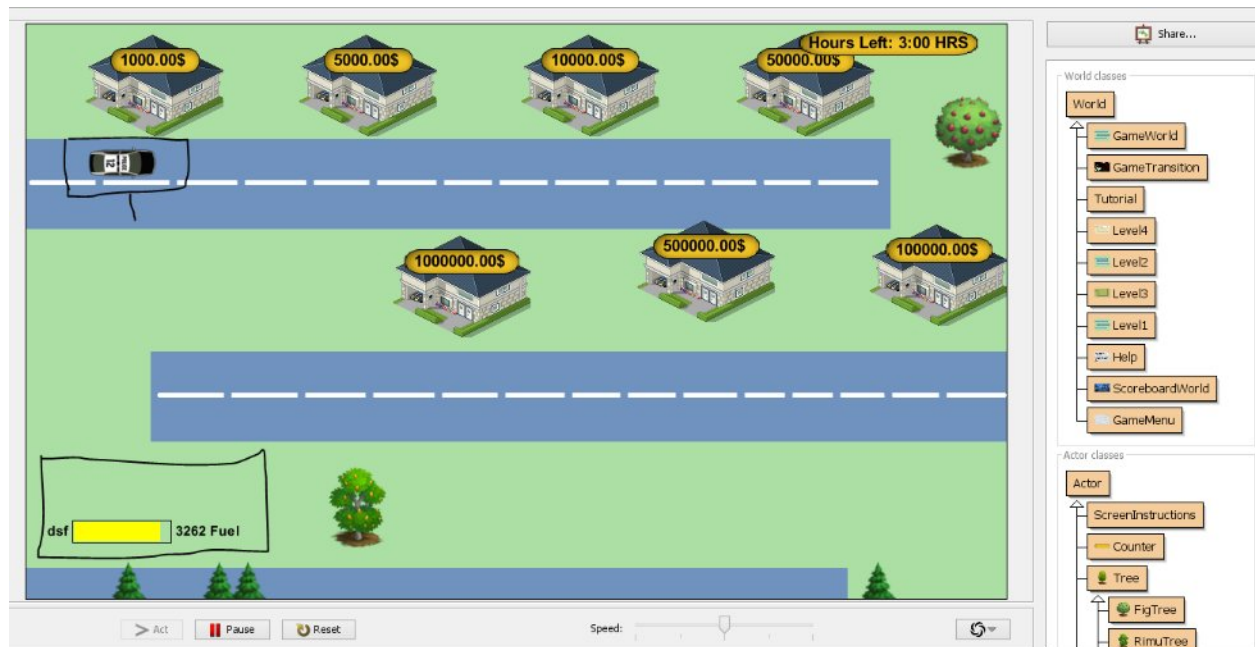 Share...
1000.00$
5000.00$
10000.00$
50000.00$
Hours Left: 3:00 HRS
1000000.00$
500000.00$
100000.00$
dsf
3262 Fuel
Act
Pause
Reset
Speed:
World classes
World
GameWorld
GameTransition
Tutorial
Level4
Level2
Level3
Level1
Help
ScoreboardWorld
GameMenu
Actor classes
Actor
ScreenInstructions
Counter
Tree
FigTree
RimuTree